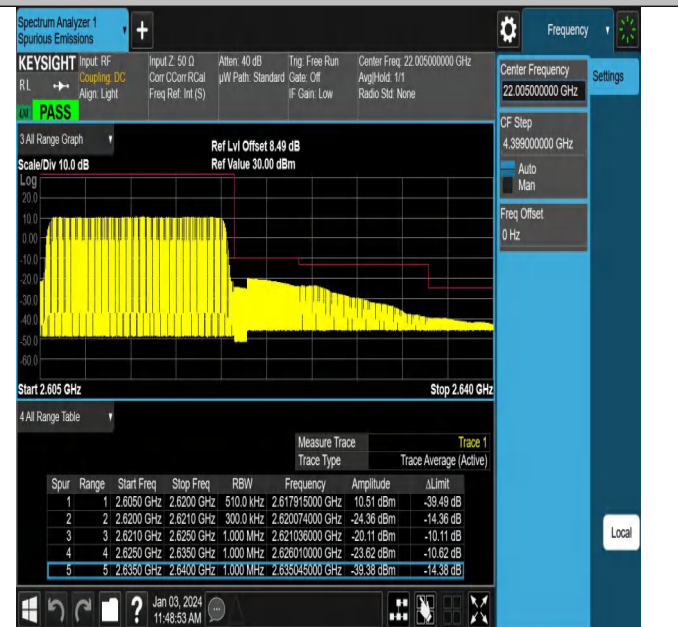 Spectrum Analyzer 1
Spurious Emissions
Frequency
KEYSIGHT
Input: RF
Coupling: DC
Align: Light
Input Z: 50 Ω
Corr CCorr RCal
Freq Ref: Int (S)
Atten: 40 dB
µW Path: Standard
Trig: Free Run
Gate: Off
IF Gain: Low
Center Freq: 22.005000000 GHz
Avg|Hold: 1/1
Radio Std: None
RL
PASS
Center Frequency
22.005000000 GHz
Settings
CF Step
4.399000000 GHz
Auto
Man
Freq Offset
0 Hz
3 All Range Graph
Ref Lvl Offset 8.49 dB
Scale/Div 10.0 dB
Ref Value 30.00 dBm
Log
20.0
10.0
0.00
-10.0
-20.0
-30.0
-40.0
-50.0
-60.0
Start 2.605 GHz
Stop 2.640 GHz
4 All Range Table
Measure Trace Trace 1
Trace Type Trace Average (Active)
Spur Range Start Freq Stop Freq RBW Frequency Amplitude ΔLimit
1 1 2.6050 GHz 2.6200 GHz 510.0 kHz 2.617915000 GHz 10.51 dBm -39.49 dB
2 2 2.6200 GHz 2.6210 GHz 300.0 kHz 2.620074000 GHz -24.36 dBm -14.36 dB
3 3 2.6210 GHz 2.6250 GHz 1.000 MHz 2.621036000 GHz -20.11 dBm -10.11 dB
4 4 2.6250 GHz 2.6350 GHz 1.000 MHz 2.626010000 GHz -23.62 dBm -10.62 dB
5 5 2.6350 GHz 2.6400 GHz 1.000 MHz 2.635045000 GHz -39.38 dBm -14.38 dB
Local
Jan 03, 2024
11:48:53 AM